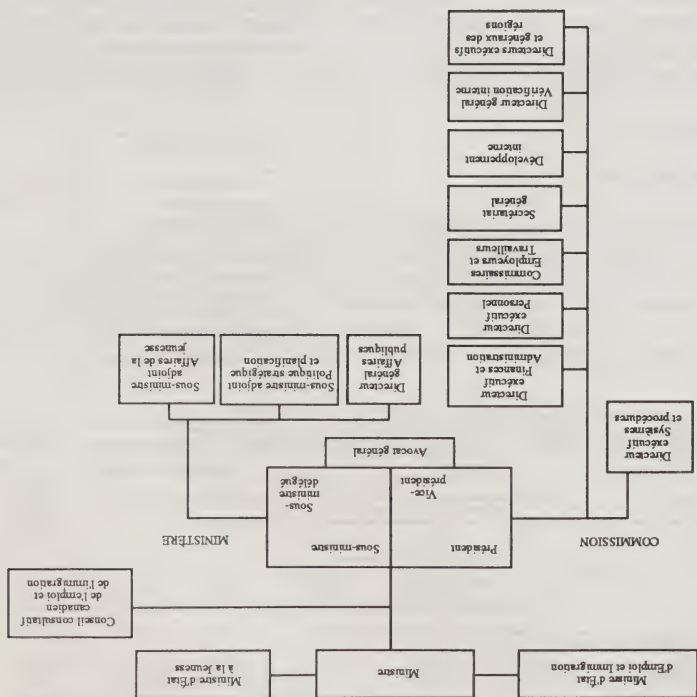 Minstre d'État
d'Emploi et Immigration
Ministre
Ministre d'État
à la Jeuness
Conseil consultatif
canadien
de l'emploi et
de l'immigration
COMMISSION
Président
Vice-
président
Sous-ministre
Sous-
ministre
délégué
MINISTÈRE
Avocat général
Directeur
exécutif
Systèmes
et procédures
Directeur
exécutif
Finances et
Administration
Directeur
exécutif
Personnel
Commissaires
Employeurs et
Travailleurs
Secrétariat
général
Développement
interne
Directeur général
Vérification interne
Directeurs exécutifs
et généraux des
régions
Directeur
général
Affaires
publiques
Sous-ministre adjoint
Politique stratégique
et planification
Sous-ministre
adjoint
Affaires de la
jeunesse